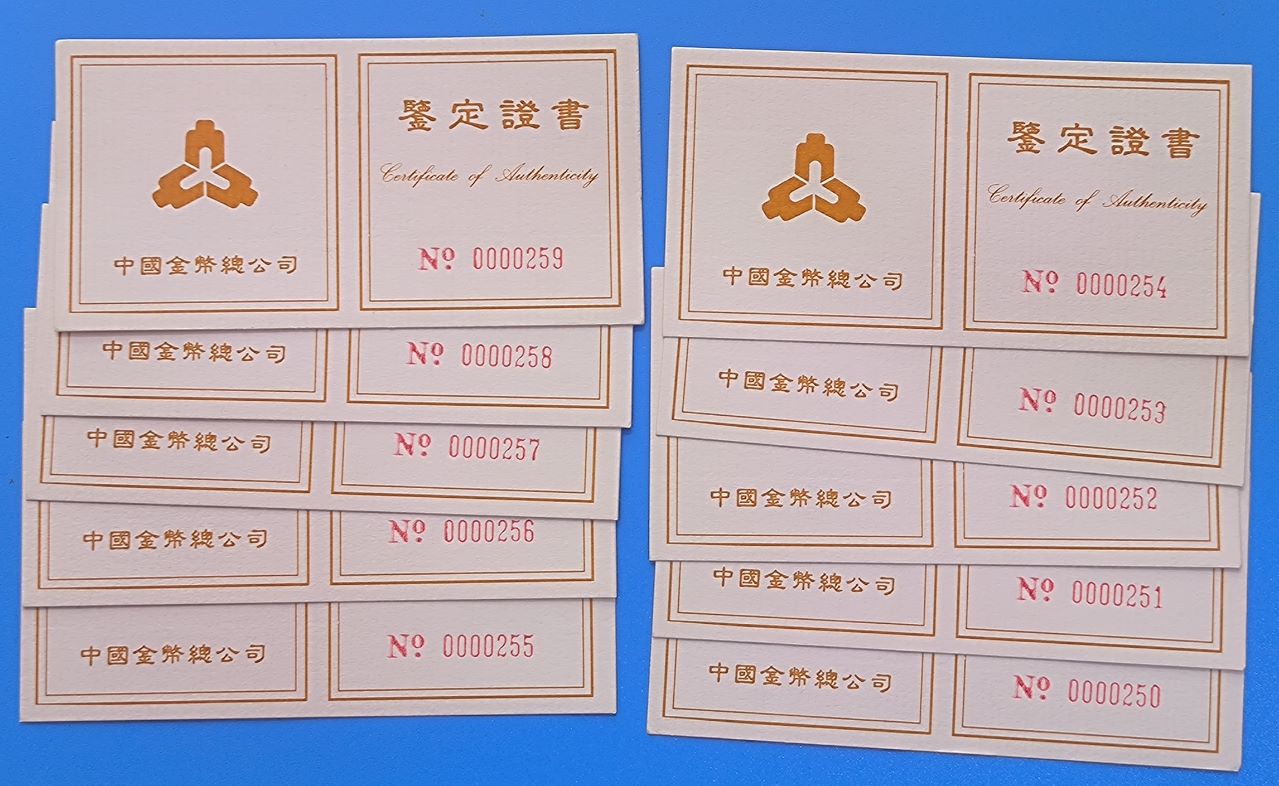 鑒定證書
Certificate of Authenticity
中國金幣總公司
Nº 0000259
中國金幣總公司
Nº 0000258
中國金幣總公司
Nº 0000257
中國金幣總公司
Nº 0000256
中國金幣總公司
Nº 0000255
鑒定證書
Certificate of Authenticity
中國金幣總公司
Nº 0000254
中國金幣總公司
Nº 0000253
中國金幣總公司
Nº 0000252
中國金幣總公司
Nº 0000251
中國金幣總公司
Nº 0000250